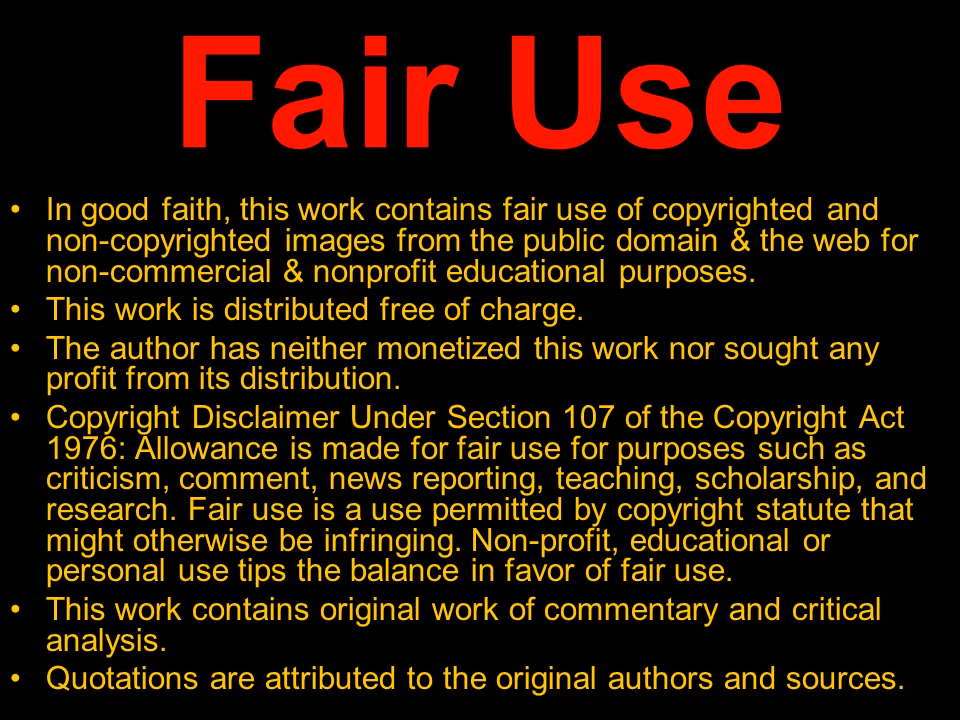 Fair Use
• In good faith, this work contains fair use of copyrighted and
non-copyrighted images from the public domain & the web for
non-commercial & nonprofit educational purposes.
• This work is distributed free of charge.
• The author has neither monetized this work nor sought any
profit from its distribution.
• Copyright Disclaimer Under Section 107 of the Copyright Act
1976: Allowance is made for fair use for purposes such as
criticism, comment, news reporting, teaching, scholarship, and
research. Fair use is a use permitted by copyright statute that
might otherwise be infringing. Non-profit, educational or
personal use tips the balance in favor of fair use.
• This work contains original work of commentary and critical
analysis.
• Quotations are attributed to the original authors and sources.